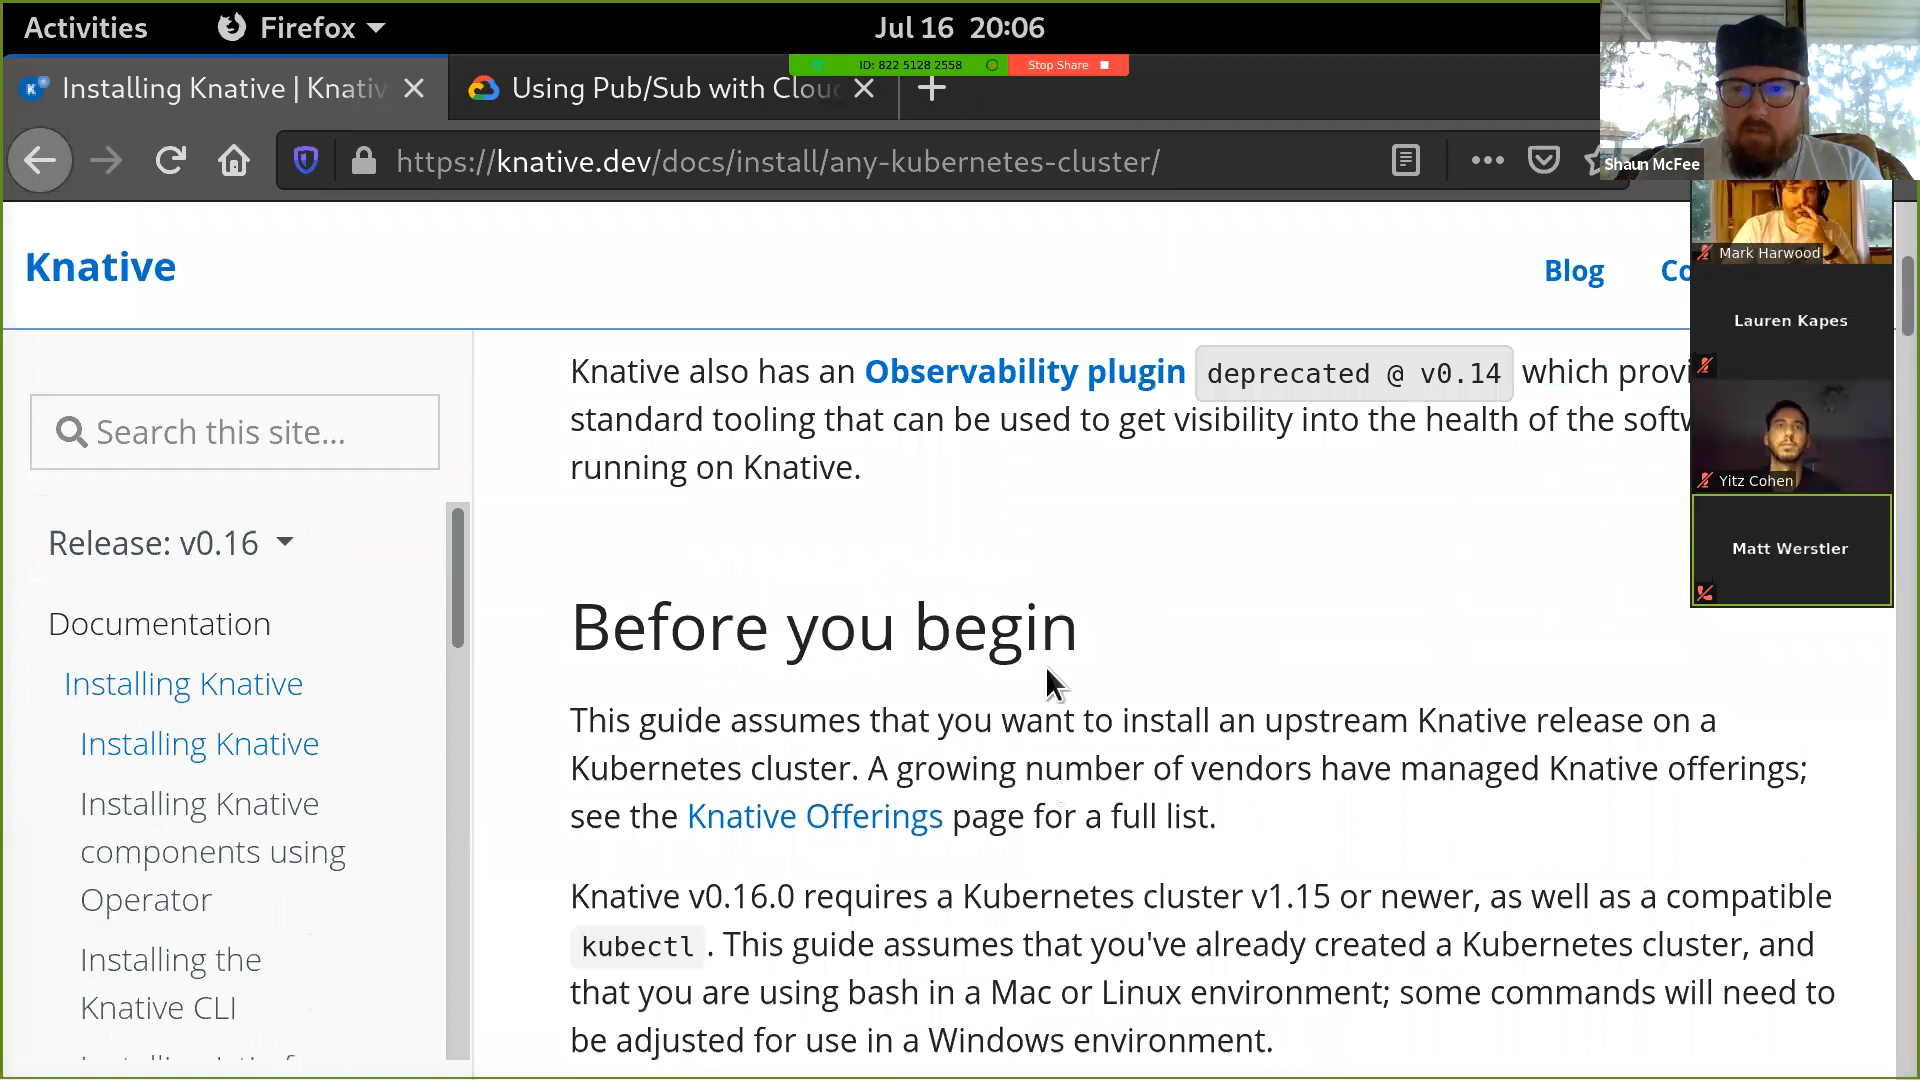 Activities
Firefox
Jul 16 20:06
Installing Knative | Knativ
Using Pub/Sub with Clou
ID: 822 5128 2558
Stop Share
https://knative.dev/docs/install/any-kubernetes-cluster/
Shaun McFee
Mark Harwood
Lauren Kapes
Yitz Cohen
Matt Werstler
Knative
Blog
Co
Search this site...
Release: v0.16
Documentation
Installing Knative
Installing Knative
Installing Knative
components using
Operator
Installing the
Knative CLI
Knative also has an Observability plugin deprecated @ v0.14 which provi
standard tooling that can be used to get visibility into the health of the softw
running on Knative.
Before you begin
This guide assumes that you want to install an upstream Knative release on a
Kubernetes cluster. A growing number of vendors have managed Knative offerings;
see the Knative Offerings page for a full list.
Knative v0.16.0 requires a Kubernetes cluster v1.15 or newer, as well as a compatible
kubectl . This guide assumes that you've already created a Kubernetes cluster, and
that you are using bash in a Mac or Linux environment; some commands will need to
be adjusted for use in a Windows environment.